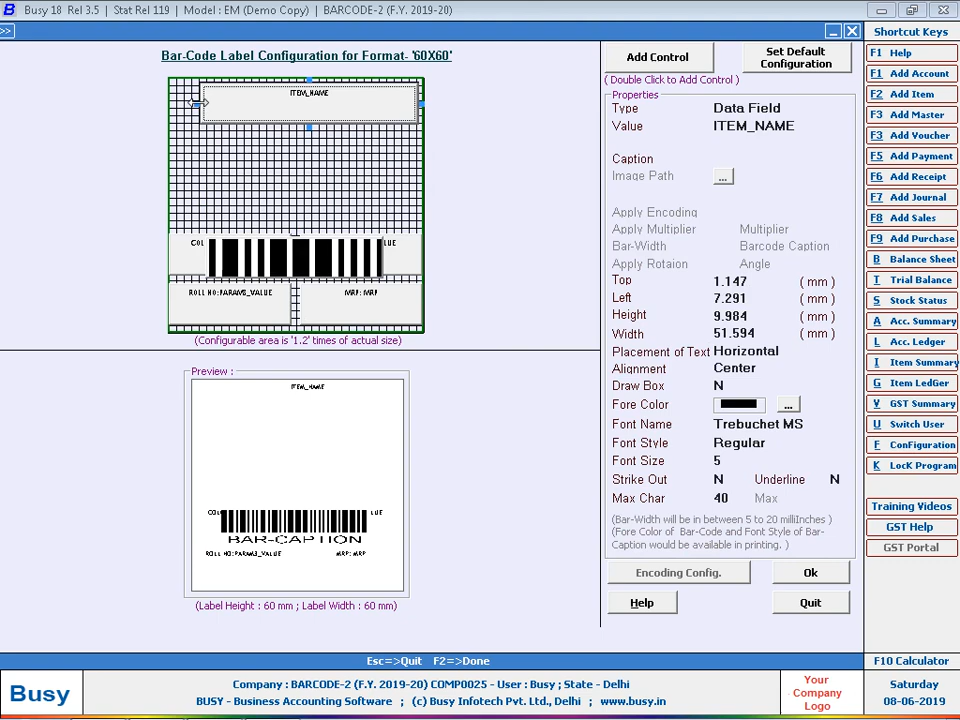 Busy 18 Rel 3.5 | Stat Rel 119 | Model : EM (Demo Copy) | BARCODE-2 (F.Y. 2019-20)
>>
Bar-Code Label Configuration for Format- '60X60'
ITEM_NAME
COL
LUE
ROLL NO:PARAM3_VALUE
MRP: MRP
(Configurable area is '1.2' times of actual size)
Preview :
ITEM_NAME
COL
LUE
BAR-CAPTION
ROLL NO:PARAM3_VALUE
MRP: MRP
(Label Height : 60 mm ; Label Width : 60 mm)
Add Control
Set Default Configuration
( Double Click to Add Control )
Properties
Type Data Field
Value ITEM_NAME
Caption
Image Path ...
Apply Encoding
Apply Multiplier Multiplier
Bar-Width Barcode Caption
Apply Rotaion Angle
Top 1.147 ( mm )
Left 7.291 ( mm )
Height 9.984 ( mm )
Width 51.594 ( mm )
Placement of Text Horizontal
Alignment Center
Draw Box N
Fore Color ...
Font Name Trebuchet MS
Font Style Regular
Font Size 5
Strike Out N Underline N
Max Char 40 Max
(Bar-Width will be in between 5 to 20 milliInches )
(Fore Color of Bar-Code and Font Style of Bar-
Caption would be available in printing. )
Encoding Config.
Ok
Help
Quit
Shortcut Keys
F1 Help
F1 Add Account
F2 Add Item
F3 Add Master
F3 Add Voucher
F5 Add Payment
F6 Add Receipt
F7 Add Journal
F8 Add Sales
F9 Add Purchase
B Balance Sheet
T Trial Balance
S Stock Status
A Acc. Summary
L Acc. Ledger
I Item Summary
G Item LedGer
V GST Summary
U Switch User
F ConFiguration
K LocK Program
Training Videos
GST Help
GST Portal
Esc=>Quit F2=>Done
F10 Calculator
Busy
Company : BARCODE-2 (F.Y. 2019-20) COMP0025 - User : Busy ; State - Delhi
BUSY - Business Accounting Software ; (c) Busy Infotech Pvt. Ltd., Delhi ; www.busy.in
Your
Company
Logo
Saturday
08-06-2019